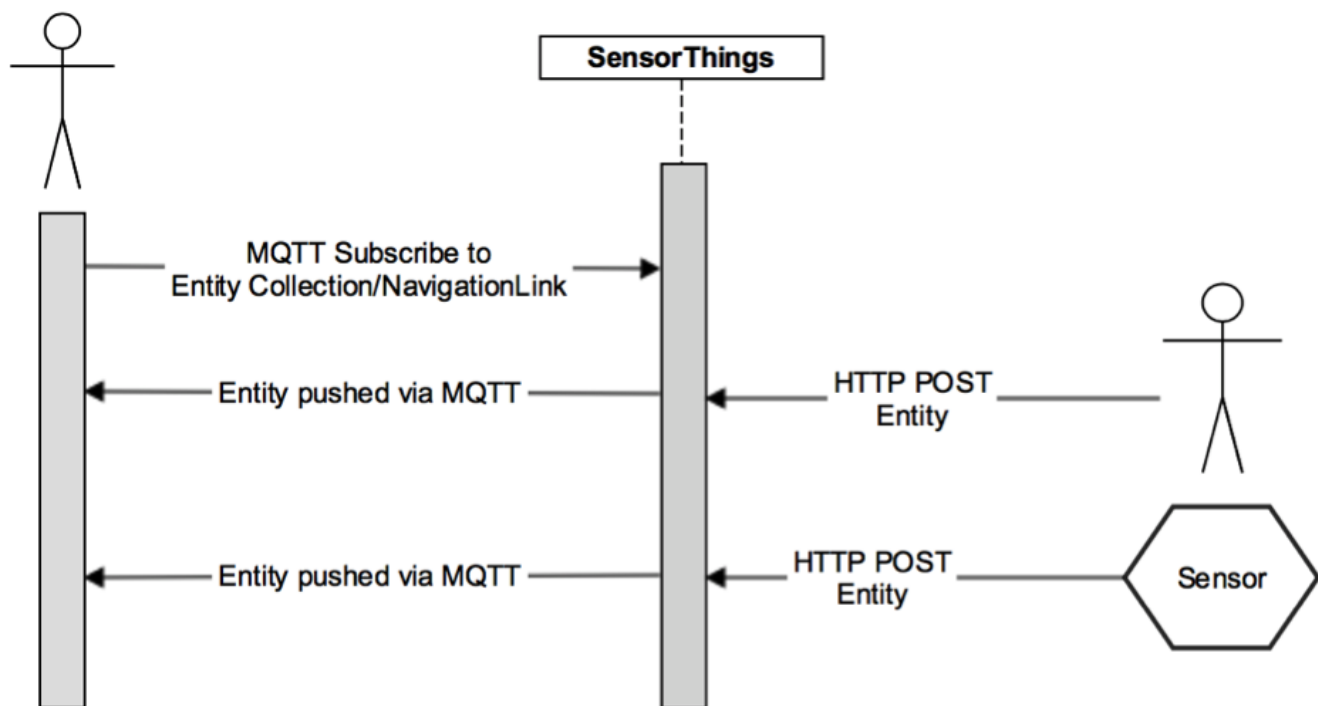 SensorThings
MQTT Subscribe to
Entity Collection/NavigationLink
Entity pushed via MQTT
HTTP POST
Entity
Entity pushed via MQTT
HTTP POST
Entity
Sensor